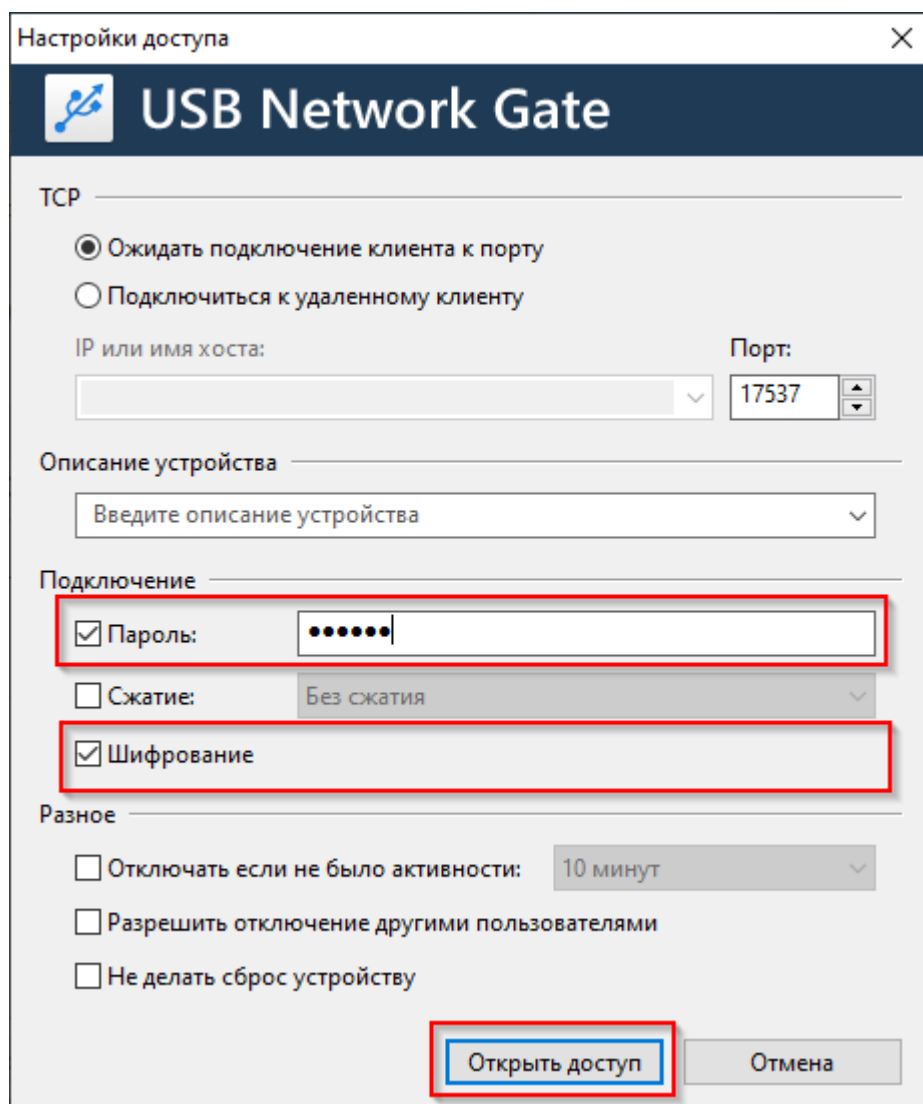 Настройки доступа
USB Network Gate
TCP
Ожидать подключение клиента к порту
Подключиться к удаленному клиенту
IP или имя хоста:
Порт:
17537
Описание устройства
Введите описание устройства
Подключение
Пароль: ••••••
Сжатие: Без сжатия
Шифрование
Разное
Отключать если не было активности: 10 минут
Разрешить отключение другими пользователями
Не делать сброс устройству
Открыть доступ Отмена